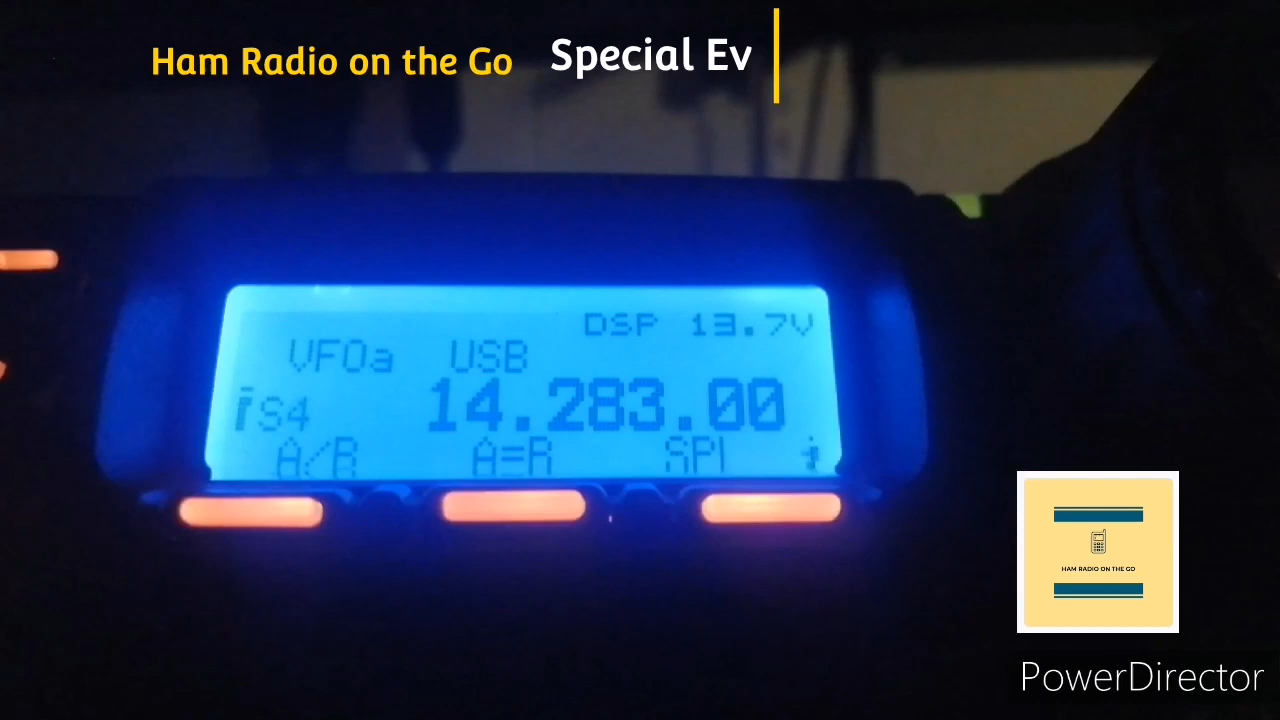 Ham Radio on the Go Special Ev
DSP 13.7V
VFOa USB
S4 14.283.00
A/B A=B SPL
HAM RADIO ON THE GO
PowerDirector